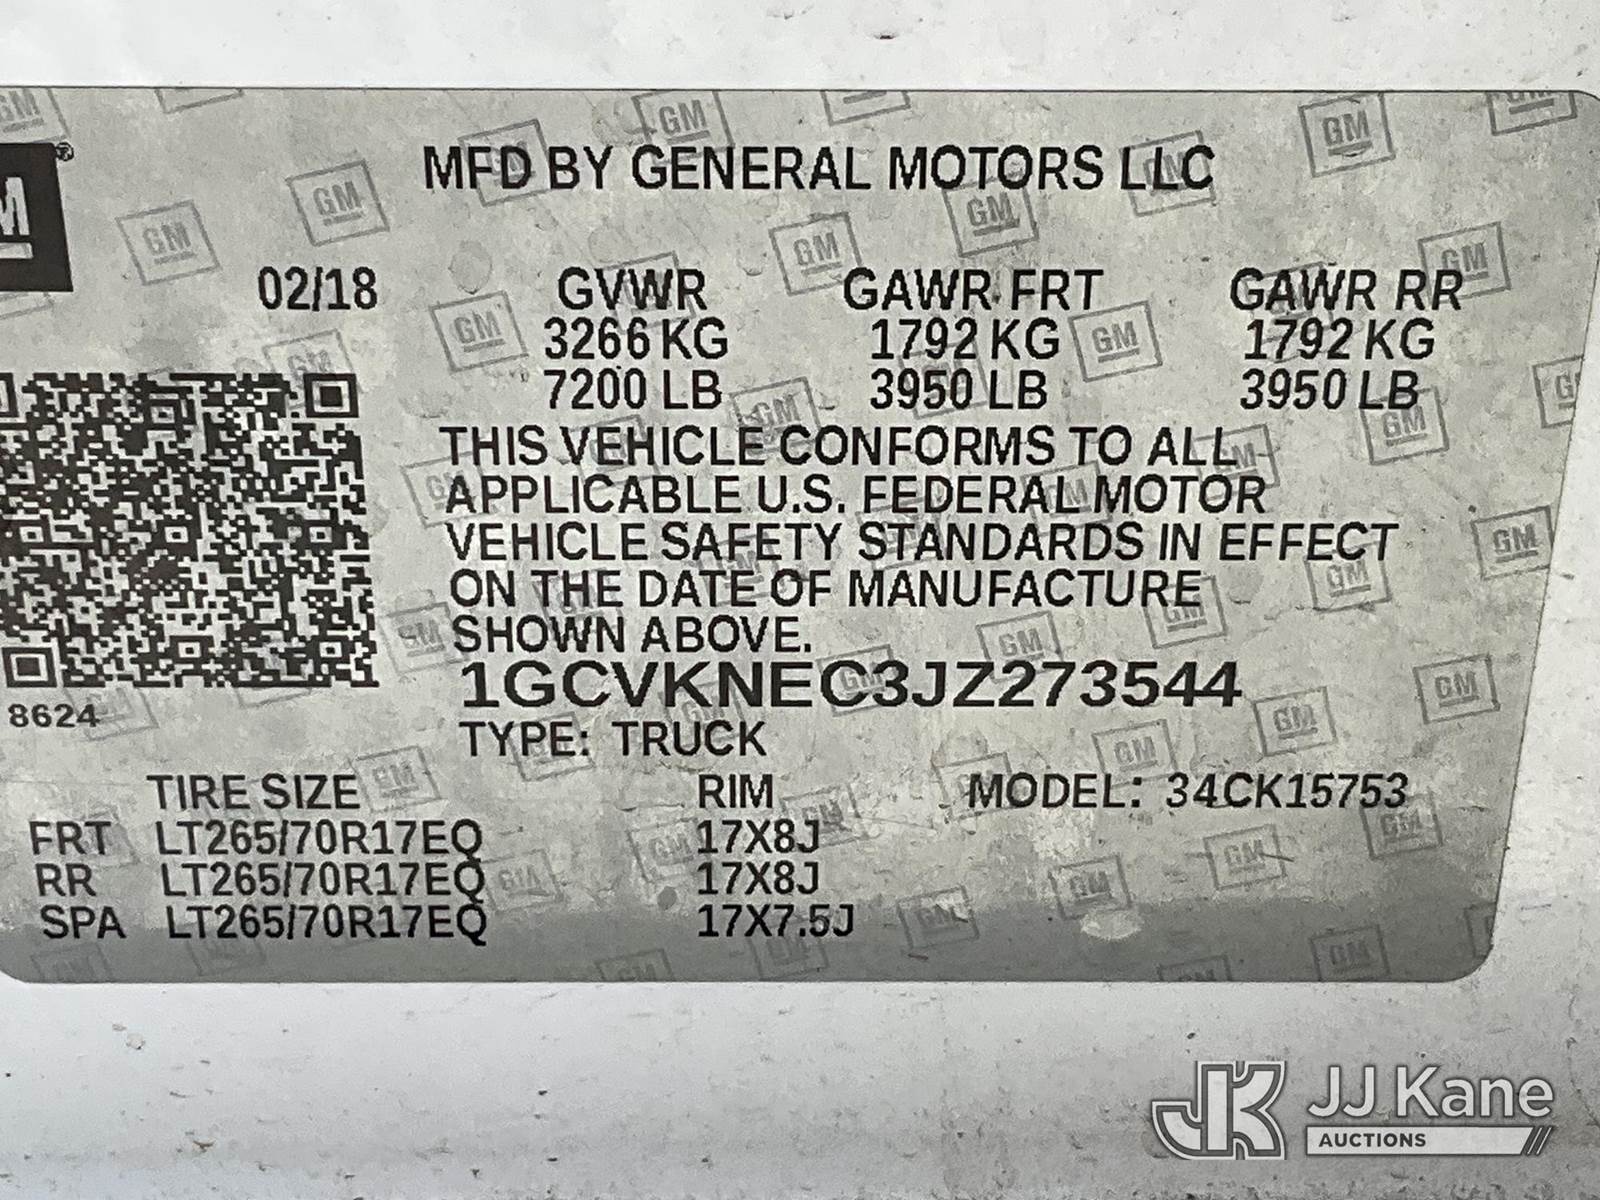 MFD BY GENERAL MOTORS LLC
02/18 GVWR GAWR FRT GAWR RR
3266 KG 1792 KG 1792 KG
7200 LB 3950 LB 3950 LB
THIS VEHICLE CONFORMS TO ALL
APPLICABLE U.S. FEDERAL MOTOR
VEHICLE SAFETY STANDARDS IN EFFECT
ON THE DATE OF MANUFACTURE
SHOWN ABOVE.
1GCVKNEC3JZ273544
8624
TYPE: TRUCK
TIRE SIZE RIM MODEL: 34CK15753
FRT LT265/70R17EQ 17X8J
RR LT265/70R17EQ 17X8J
SPA LT265/70R17EQ 17X7.5J
JK JJ Kane
AUCTIONS